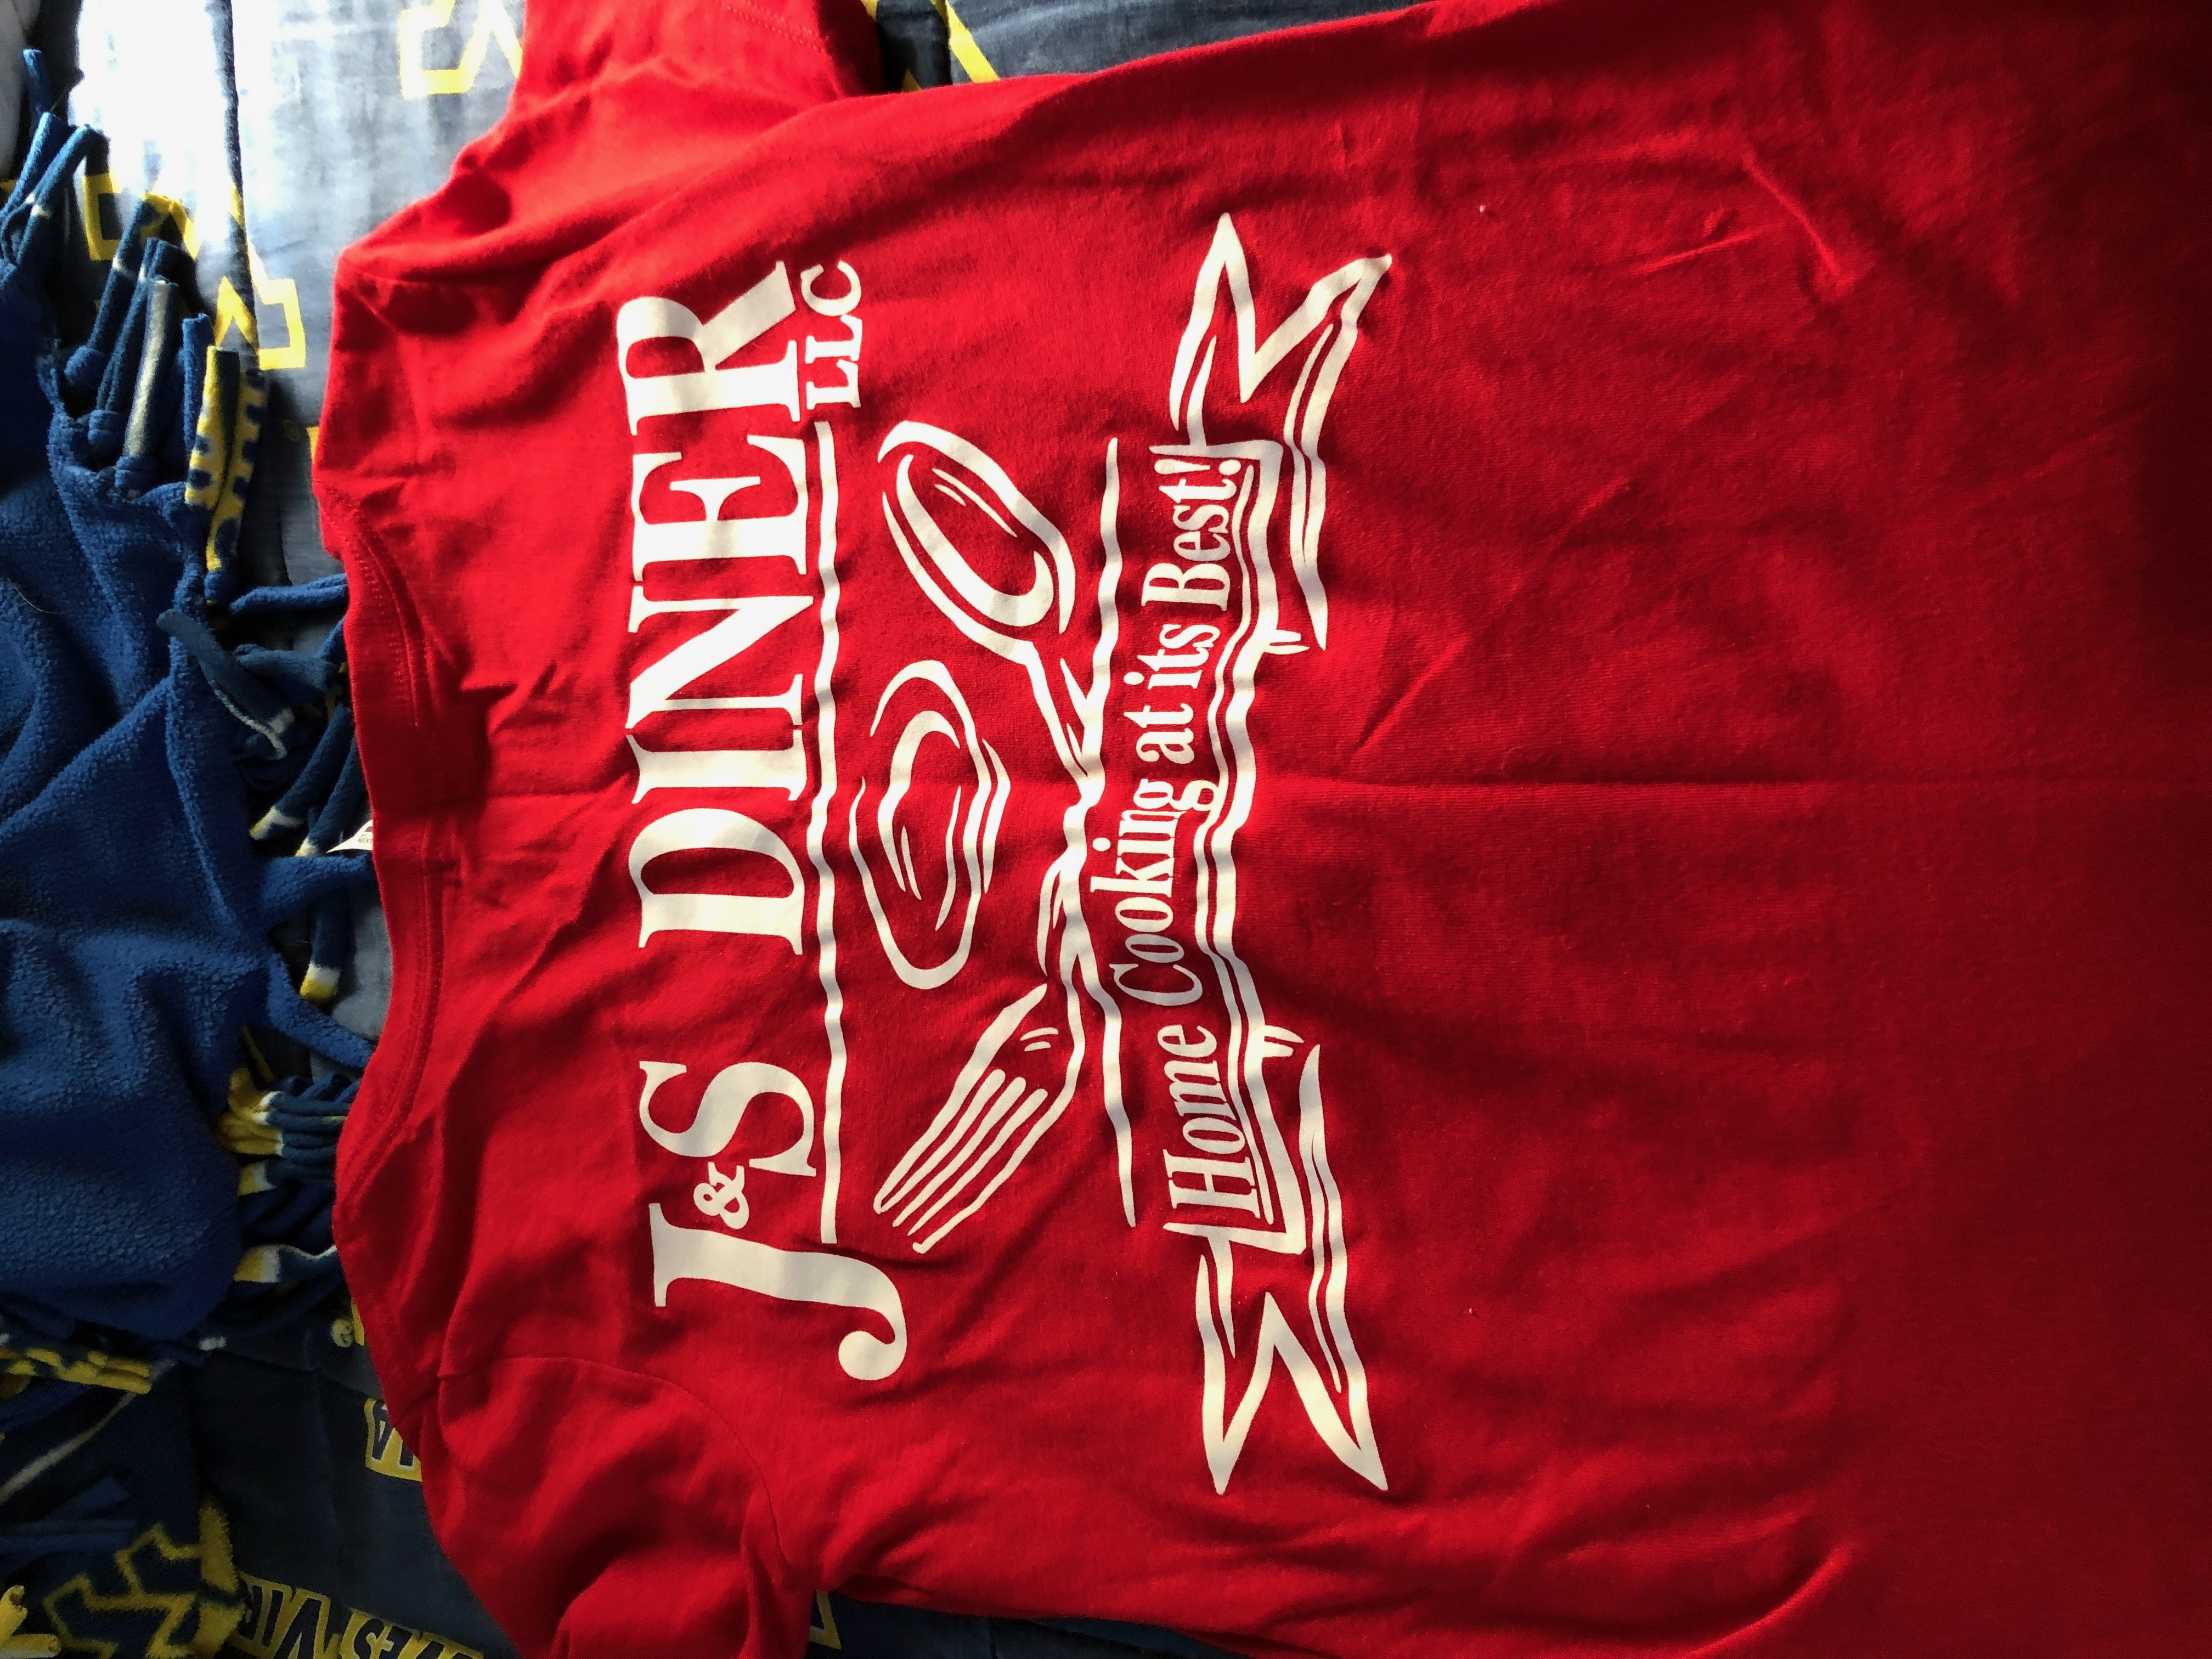 J&S DINER
LLC
Home Cooking at its Best!